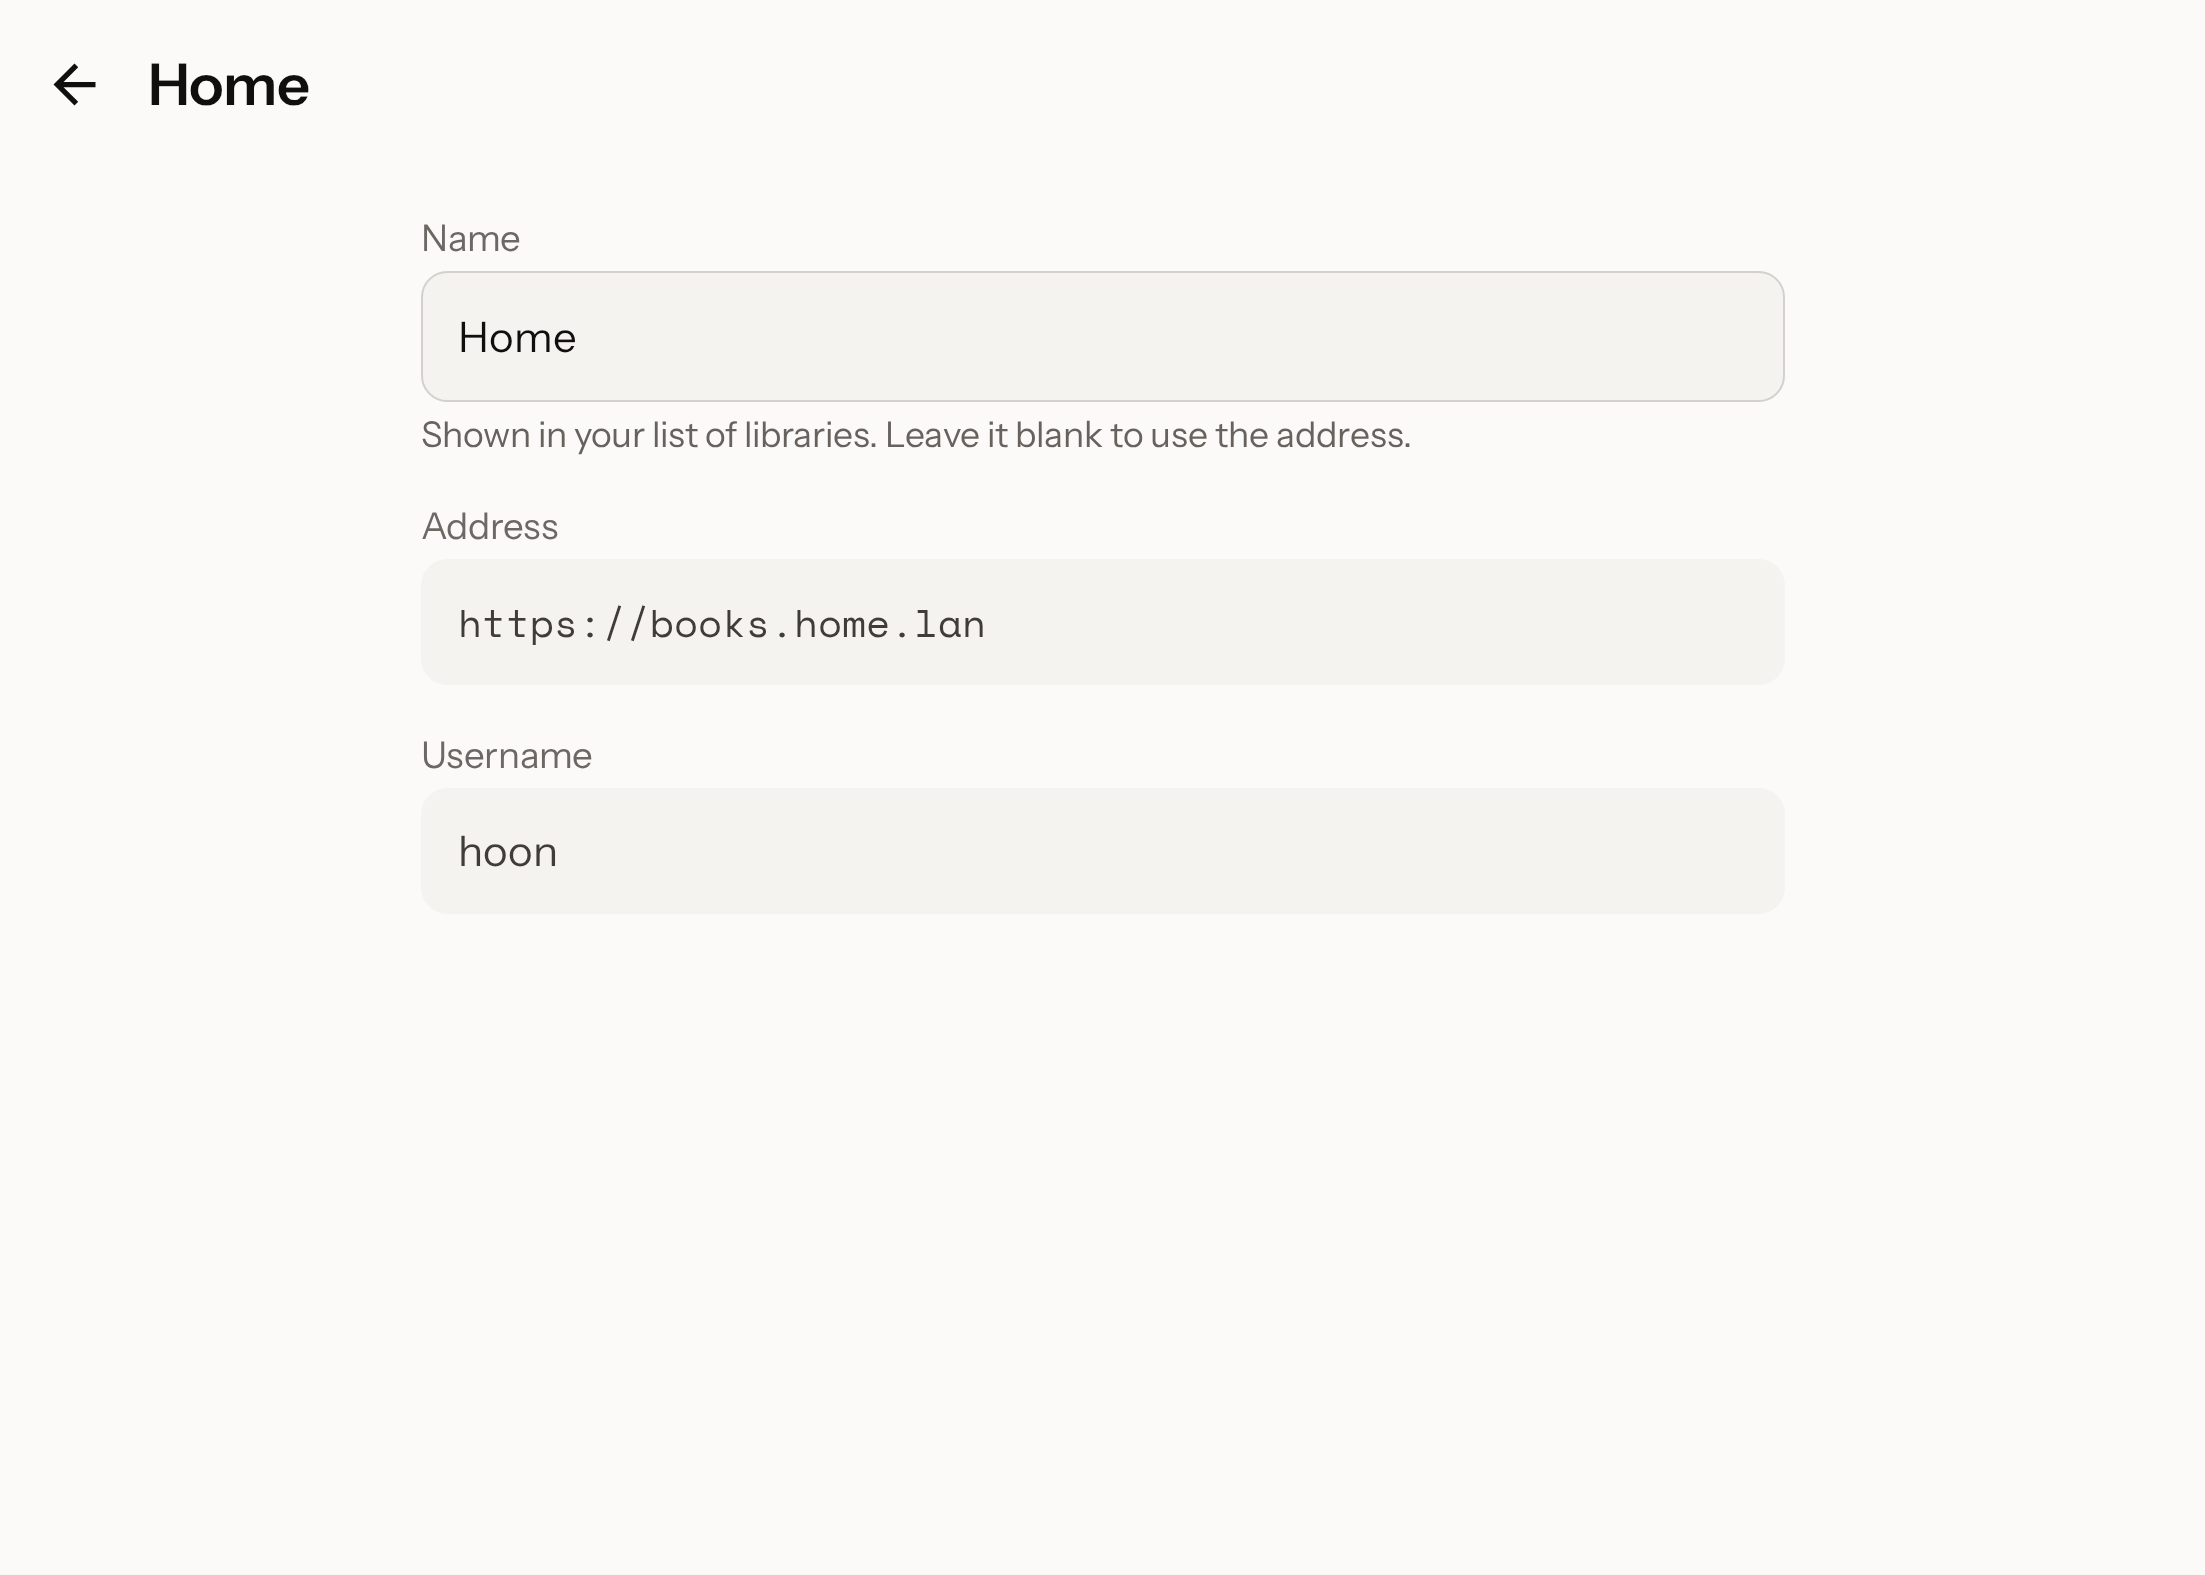 Home
Name
Home
Shown in your list of libraries. Leave it blank to use the address.
Address
https://books.home.lan
Username
hoon